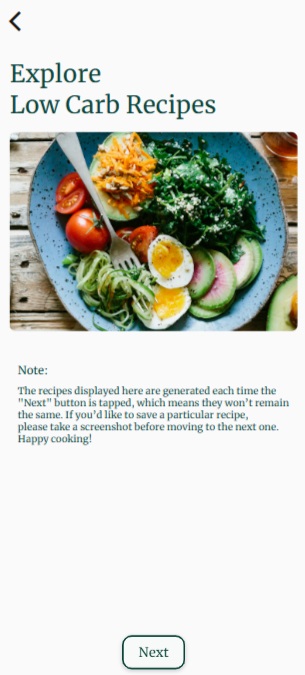 Explore
Low Carb Recipes
Note:
The recipes displayed here are generated each time the
"Next" button is tapped, which means they won't remain
the same. If you'd like to save a particular recipe,
please take a screenshot before moving to the next one.
Happy cooking!
Next